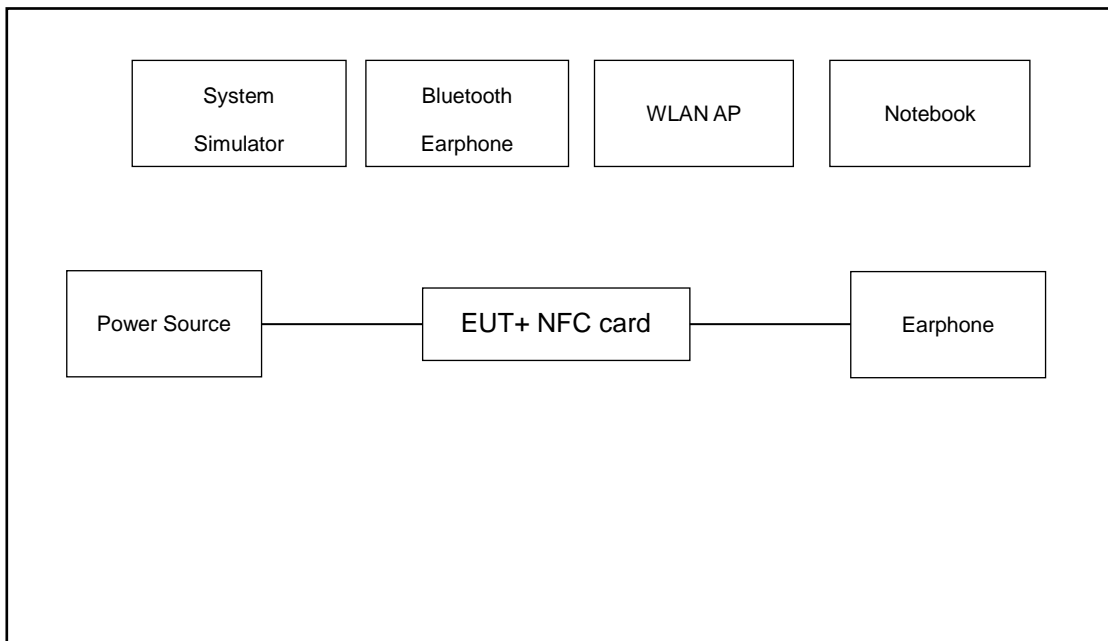 System
Simulator
Bluetooth
Earphone
WLAN AP
Notebook
Power Source
EUT+ NFC card
Earphone